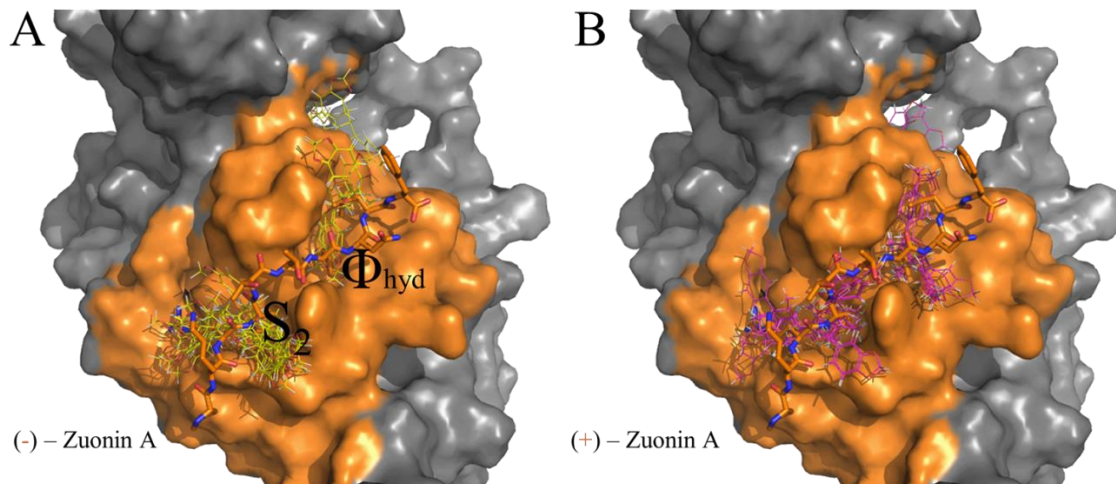 A
B
Φhyd
S2
(-) – Zuonin A
(+) – Zuonin A